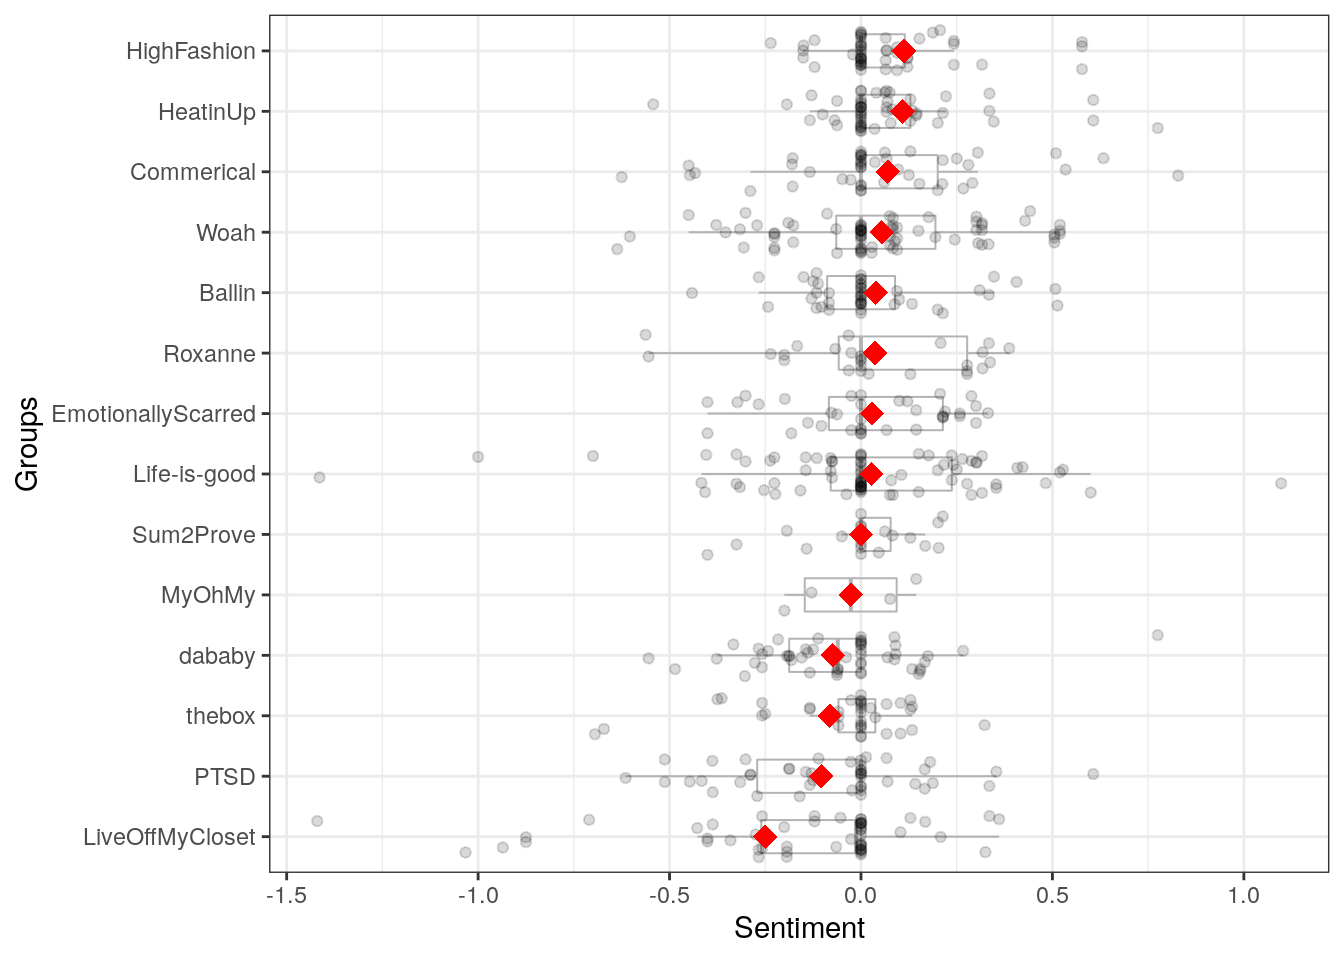 HighFashion
HeatinUp
Commerical
Woah
Ballin
Roxanne
EmotionallyScarred
Life-is-good
Sum2Prove
MyOhMy
dababy
thebox
PTSD
LiveOffMyCloset
Groups
-1.5 -1.0 -0.5 0.0 0.5 1.0
Sentiment